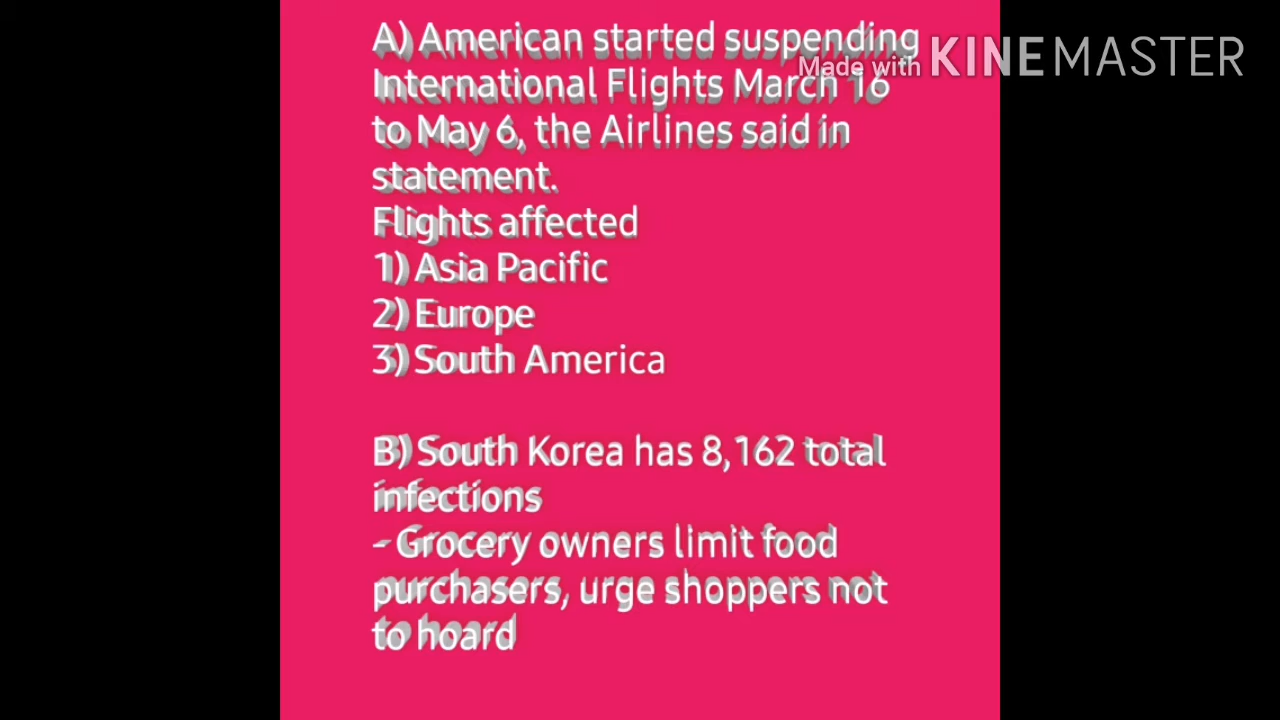 A) American started suspending
Made with KINEMASTER
International Flights March 16
to May 6, the Airlines said in
statement.
Flights affected
1) Asia Pacific
2) Europe
3) South America
B) South Korea has 8,162 total
infections
- Grocery owners limit food
purchasers, urge shoppers not
to hoard